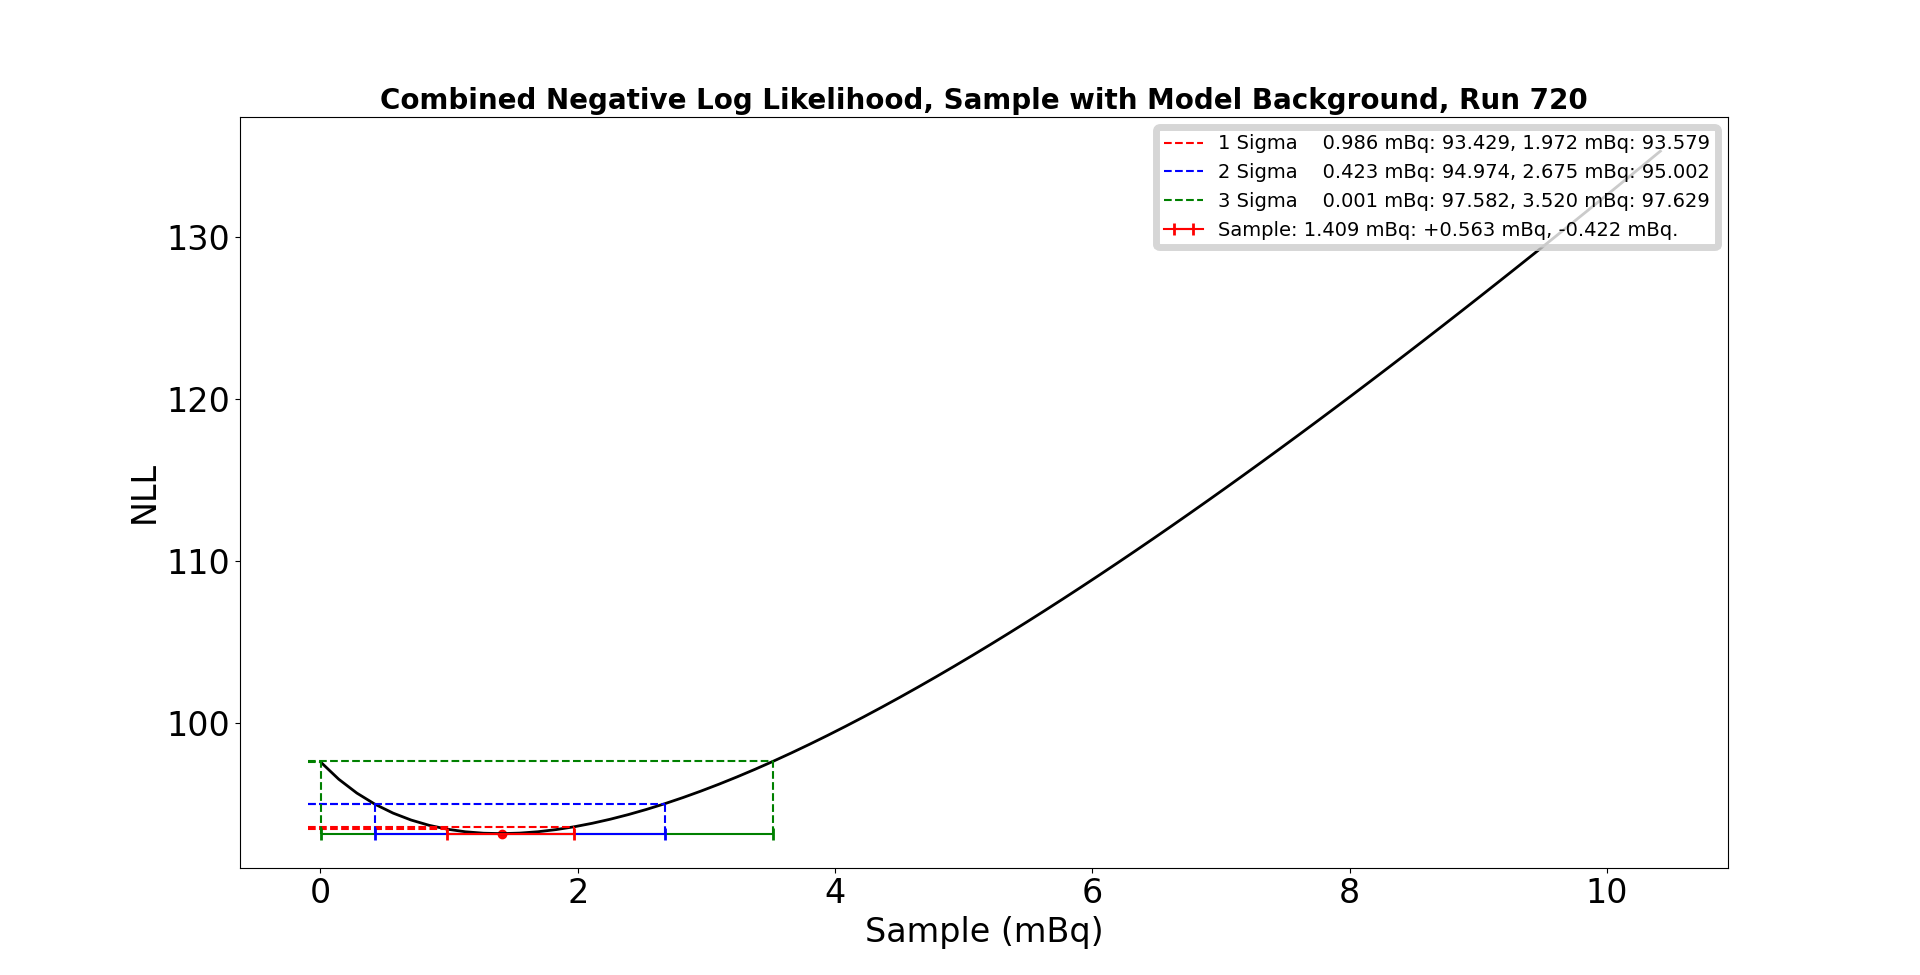 Combined Negative Log Likelihood, Sample with Model Background, Run 720
1 Sigma    0.986 mBq: 93.429, 1.972 mBq: 93.579
2 Sigma    0.423 mBq: 94.974, 2.675 mBq: 95.002
3 Sigma    0.001 mBq: 97.582, 3.520 mBq: 97.629
Sample: 1.409 mBq: +0.563 mBq, -0.422 mBq.
130
120
NLL
110
100
0 2 4 6 8 10
Sample (mBq)